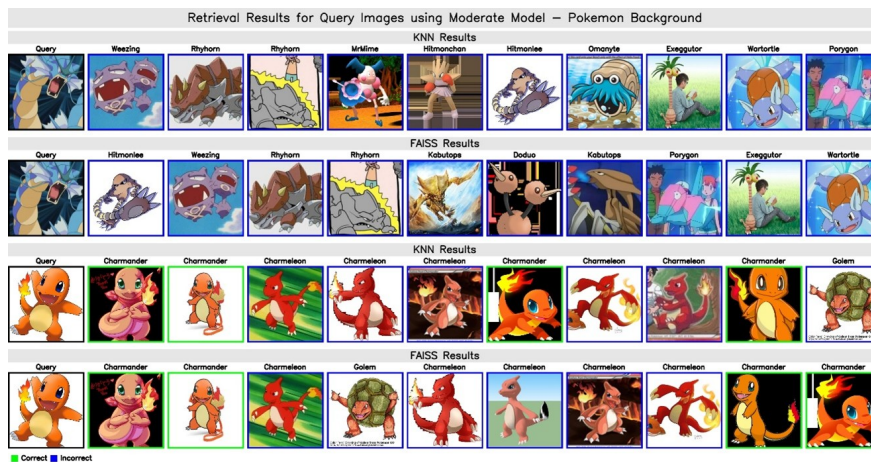 Retrieval Results for Query Images using Moderate Model – Pokemon Background
KNN Results
Query Weezing Rhyhorn Rhyhorn MrMime Hitmonchan Hitmonlee Omanyte Exeggutor Wartortle Porygon
FAISS Results
Query Hitmonlee Weezing Rhyhorn Rhyhorn Kabutops Doduo Kabutops Porygon Exeggutor Wartortle
KNN Results
Query Charmander Charmander Charmeleon Charmeleon Charmeleon Charmander Charmeleon Charmeleon Charmander Golem
FAISS Results
Query Charmander Charmander Charmeleon Golem Charmeleon Charmeleon Charmeleon Charmeleon Charmander Charmander
Correct Incorrect